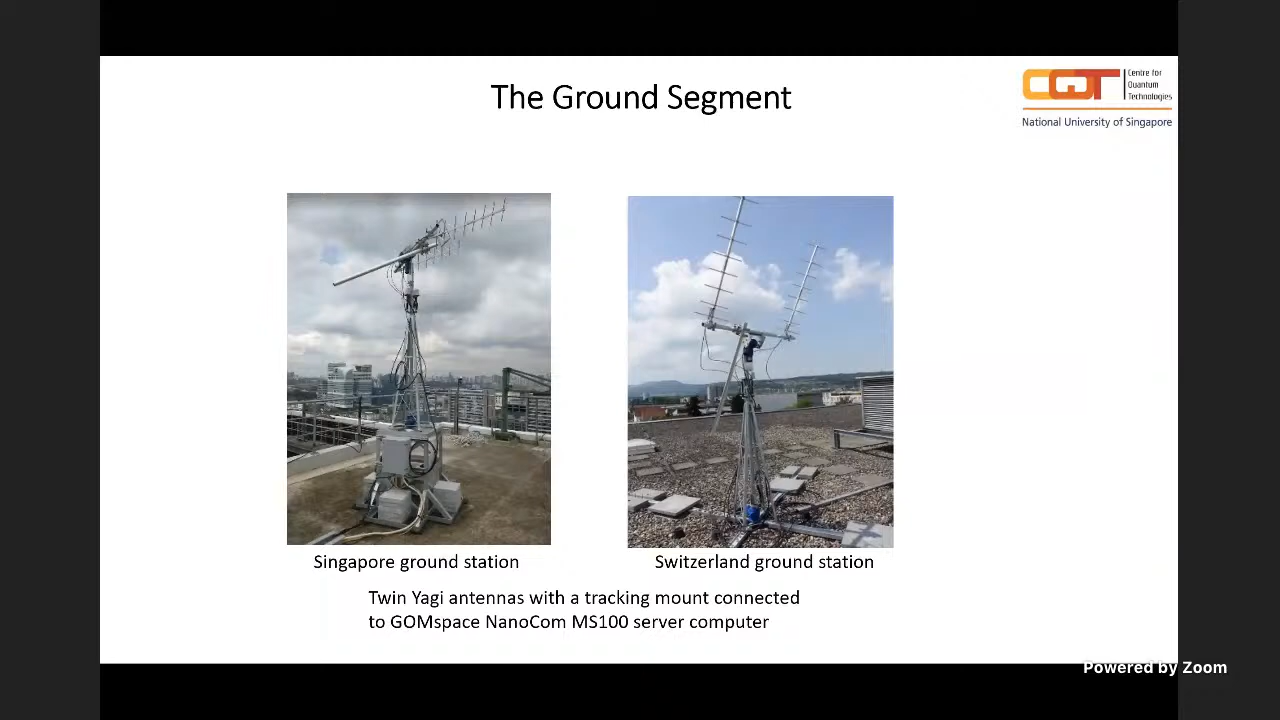 The Ground Segment
CQT
Centre for
Quantum
Technologies
National University of Singapore
Singapore ground station
Switzerland ground station
Twin Yagi antennas with a tracking mount connected
to GOMspace NanoCom MS100 server computer
Powered by Zoom